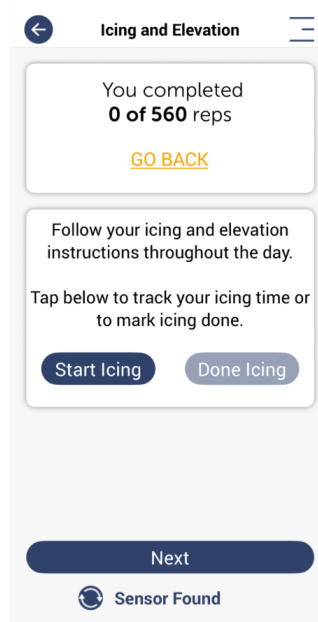 Icing and Elevation
You completed
0 of 560 reps
GO BACK
Follow your icing and elevation
instructions throughout the day.
Tap below to track your icing time or
to mark icing done.
Start Icing
Done Icing
Next
Sensor Found